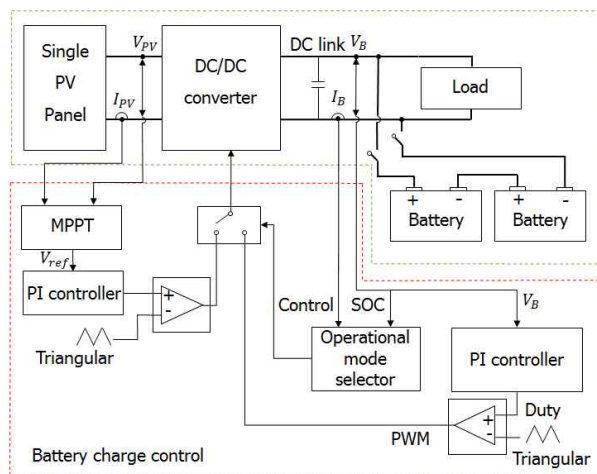 Single
PV
Panel
V_PV
I_PV
DC/DC
converter
DC link
V_B
I_B
Load
+ -
Battery
+ -
Battery
MPPT
V_ref
PI controller
+
-
Triangular
Control
SOC
V_B
Operational
mode
selector
PI controller
Duty
+
-
PWM
Triangular
Battery charge control